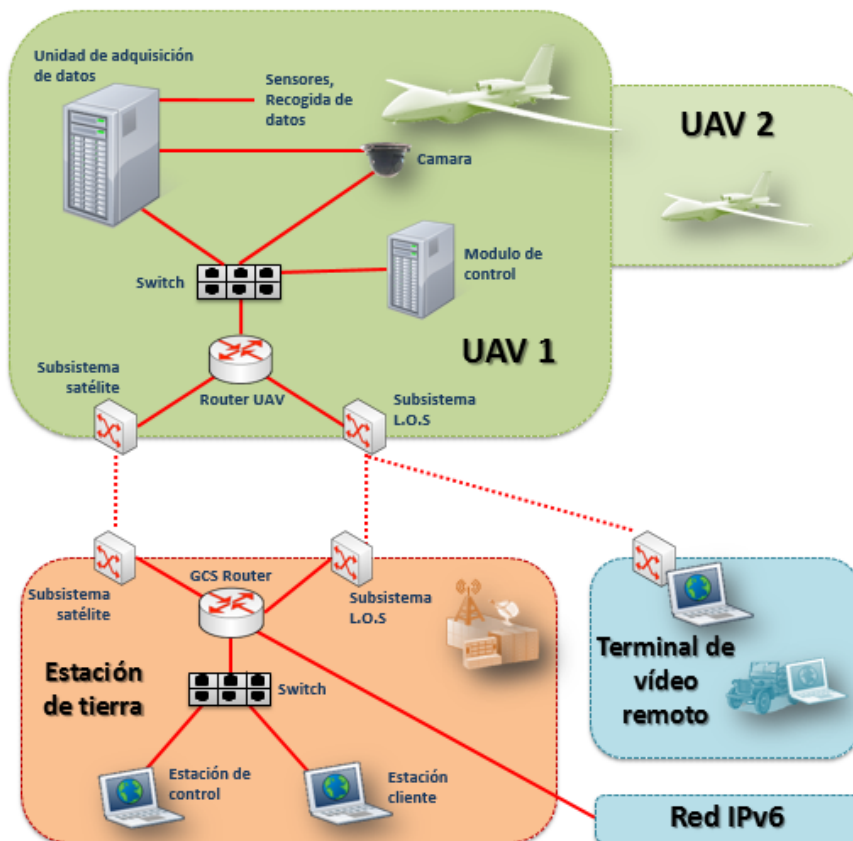 Unidad de adquisición
de datos
Sensores,
Recogida de
datos
Camara
UAV 2
Switch
Modulo de
control
UAV 1
Subsistema
satélite
Router UAV
Subsistema
L.O.S
GCS Router
Subsistema
satélite
Subsistema
L.O.S
Estación
de tierra
Switch
Terminal de
vídeo
remoto
Estación de
control
Estación
cliente
Red IPv6